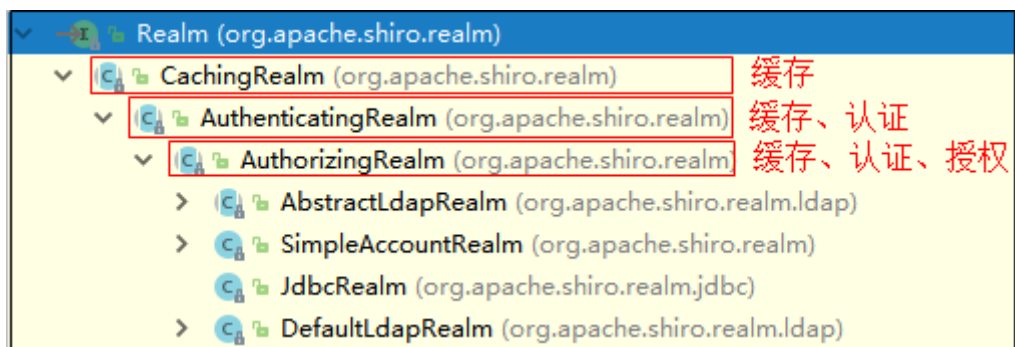 Realm (org.apache.shiro.realm)
CachingRealm (org.apache.shiro.realm) 缓存
AuthenticatingRealm (org.apache.shiro.realm) 缓存、认证
AuthorizingRealm (org.apache.shiro.realm) 缓存、认证、授权
AbstractLdapRealm (org.apache.shiro.realm.ldap)
SimpleAccountRealm (org.apache.shiro.realm)
JdbcRealm (org.apache.shiro.realm.jdbc)
DefaultLdapRealm (org.apache.shiro.realm.ldap)